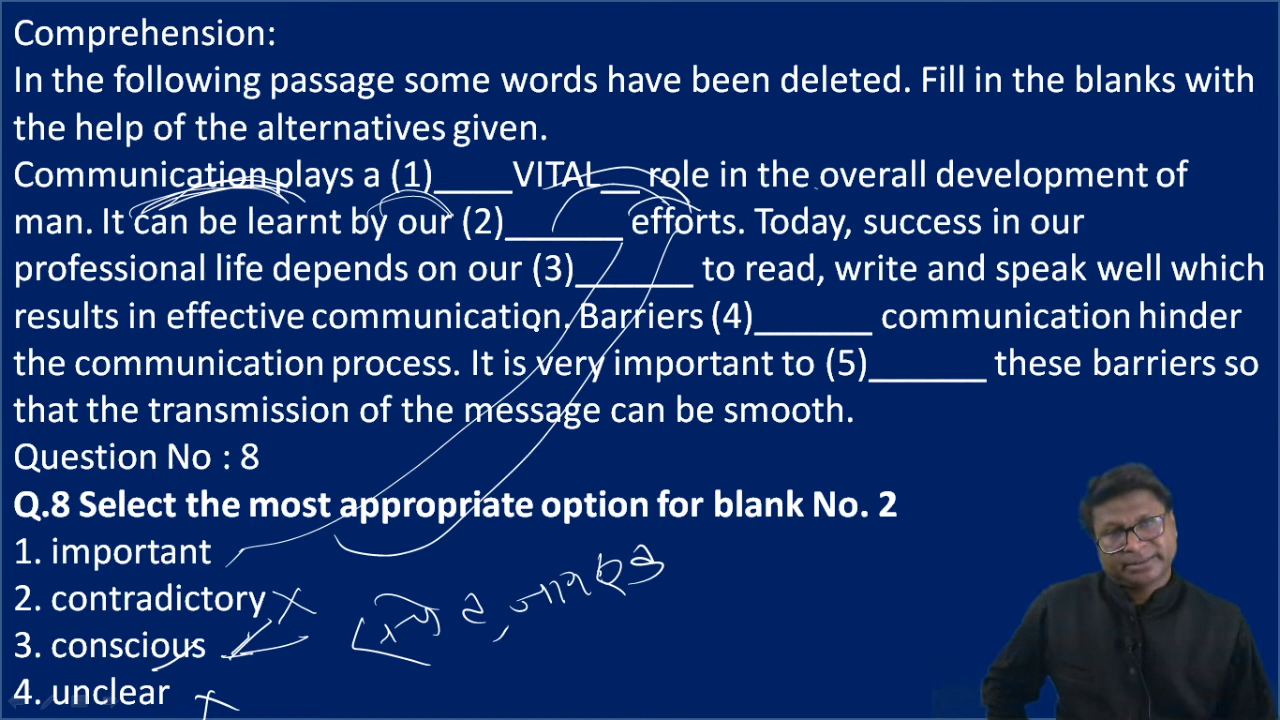 Comprehension:
In the following passage some words have been deleted. Fill in the blanks with
the help of the alternatives given.
Communication plays a (1)____VITAL__ role in the overall development of
man. It can be learnt by our (2)______ efforts. Today, success in our
professional life depends on our (3)______ to read, write and speak well which
results in effective communication. Barriers (4)______ communication hinder
the communication process. It is very important to (5)______ these barriers so
that the transmission of the message can be smooth.
Question No : 8
Q.8 Select the most appropriate option for blank No. 2
1. important
2. contradictory
3. conscious
4. unclear